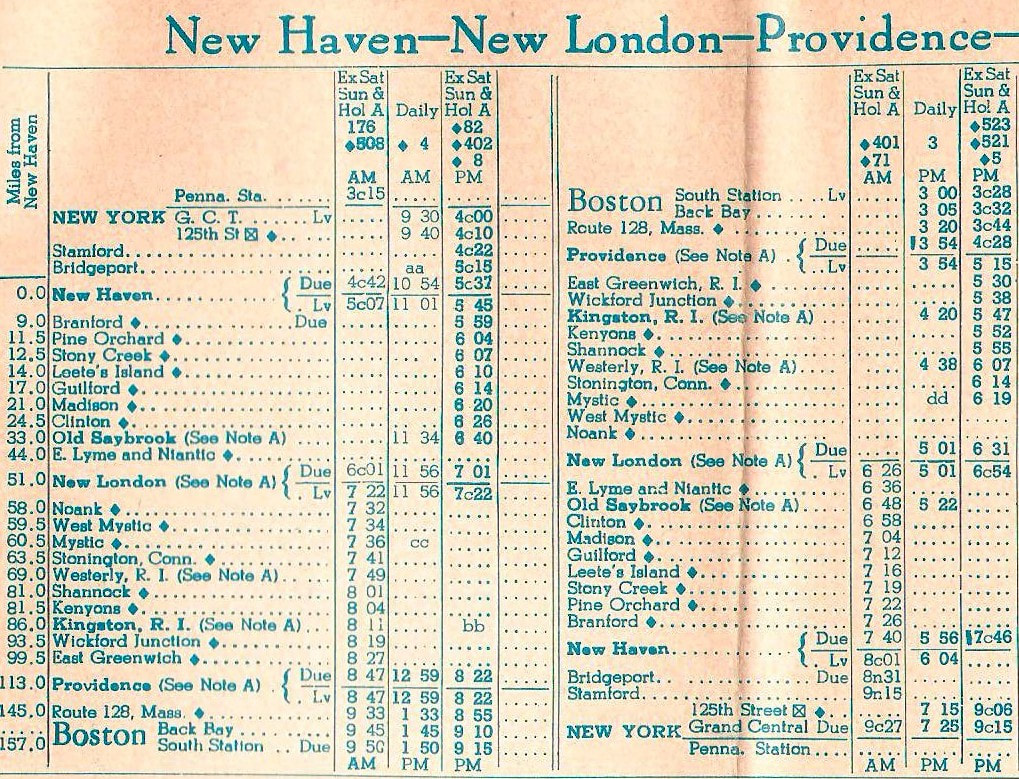 New Haven—New London—Providence—
Miles from New Haven
Ex Sat Sun & Hol A Daily Ex Sat Sun & Hol A
176 ◆82
◆508 ◆ 4 ◆402
◆ 8
AM AM PM
Penna. Sta. 3c15
NEW YORK G. C. T. Lv 9 30 4c00
125th St ☒ ◆ 9 40 4c10
Stamford 4c22
Bridgeport aa 5c15
0.0 New Haven Due 4c42 10 54 5c37
Lv 5c07 11 01 5 45
9.0 Branford ◆ Due 5 59
11.5 Pine Orchard ◆ 6 04
12.5 Stony Creek ◆ 6 07
14.0 Leete's Island ◆ 6 10
17.0 Guilford ◆ 6 14
21.0 Madison ◆ 6 20
24.5 Clinton ◆ 6 26
33.0 Old Saybrook (See Note A) 11 34 6 40
44.0 E. Lyme and Niantic ◆
51.0 New London (See Note A) Due 6c01 11 56 7 01
Lv 7 22 11 56 7c22
58.0 Noank ◆ 7 32
59.5 West Mystic ◆ 7 34
60.5 Mystic ◆ 7 36 cc
63.5 Stonington, Conn. ◆ 7 41
69.0 Westerly, R. I. (See Note A) 7 49
81.0 Shannock ◆ 8 01
81.5 Kenyons ◆ 8 04
86.0 Kingston, R. I. (See Note A) 8 11 bb
93.5 Wickford Junction ◆ 8 19
99.5 East Greenwich ◆ 8 27
113.0 Providence (See Note A) Due 8 47 12 59 8 22
Lv 8 47 12 59 8 22
145.0 Route 128, Mass. ◆ 9 33 1 33 8 55
157.0 Boston Back Bay 9 45 1 45 9 10
South Station Due 9 50 1 50 9 15
AM PM PM
Ex Sat Sun & Hol A Daily Ex Sat Sun & Hol A
◆523
◆401 3 ◆521
◆71 ◆5
AM PM PM
Boston South Station Lv 3 00 3c28
Back Bay 3 05 3c32
Route 128, Mass. ◆ 3 20 3c44
Providence (See Note A) Due 3 54 4c28
Lv 3 54 5 15
East Greenwich, R. I. ◆ 5 30
Wickford Junction ◆ 5 38
Kingston, R. I. (See Note A) 4 20 5 47
Kenyons ◆ 5 52
Shannock ◆ 5 55
Westerly, R. I. (See Note A) 4 38 6 07
Stonington, Conn. ◆ 6 14
Mystic ◆ dd 6 19
West Mystic ◆
Noank ◆
New London (See Note A) Due 5 01 6 31
Lv 6 26 5 01 6c54
E. Lyme and Niantic ◆ 6 36
Old Saybrook (See Note A) 6 48 5 22
Clinton ◆ 6 58
Madison ◆ 7 04
Guilford ◆ 7 12
Leete's Island ◆ 7 16
Stony Creek ◆ 7 19
Pine Orchard ◆ 7 22
Branford ◆ 7 26
New Haven Due 7 40 5 56 7c46
Lv 8c01 6 04
Bridgeport Due 8n31
Stamford 9n15
125th Street ☒ ◆ 7 15 9c06
NEW YORK Grand Central Due 9c27 7 25 9c15
Penna. Station
AM PM PM